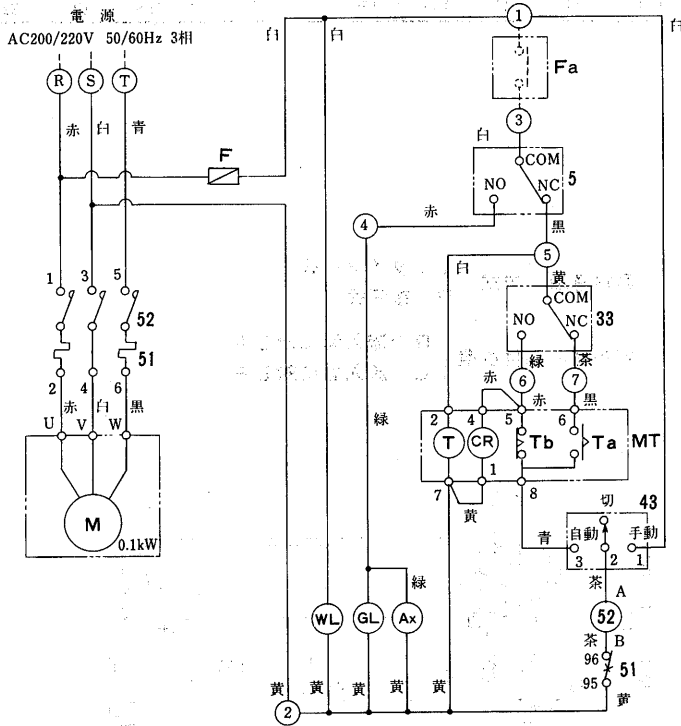 電源
AC200/220V 50/60Hz 3相
R S T
赤 白 青
F
白 白 白
1
Fa
3
白
COM
NO NC 5
赤 黒
4 5
白 黄
COM
NO NC 33
緑 茶
6 7
赤 赤 黒
2 4 5 6
T CR Tb Ta MT
7 1 8
黄
緑
1 3 5
52
51
2 4 6
赤 白 黒
U V W
M
0.1kW
切 43
自動 手動
青 3 2 1
茶 A
52
茶 B
96 51
95
緑
WL GL Ax
黄 黄 黄 黄 黄 黄
2